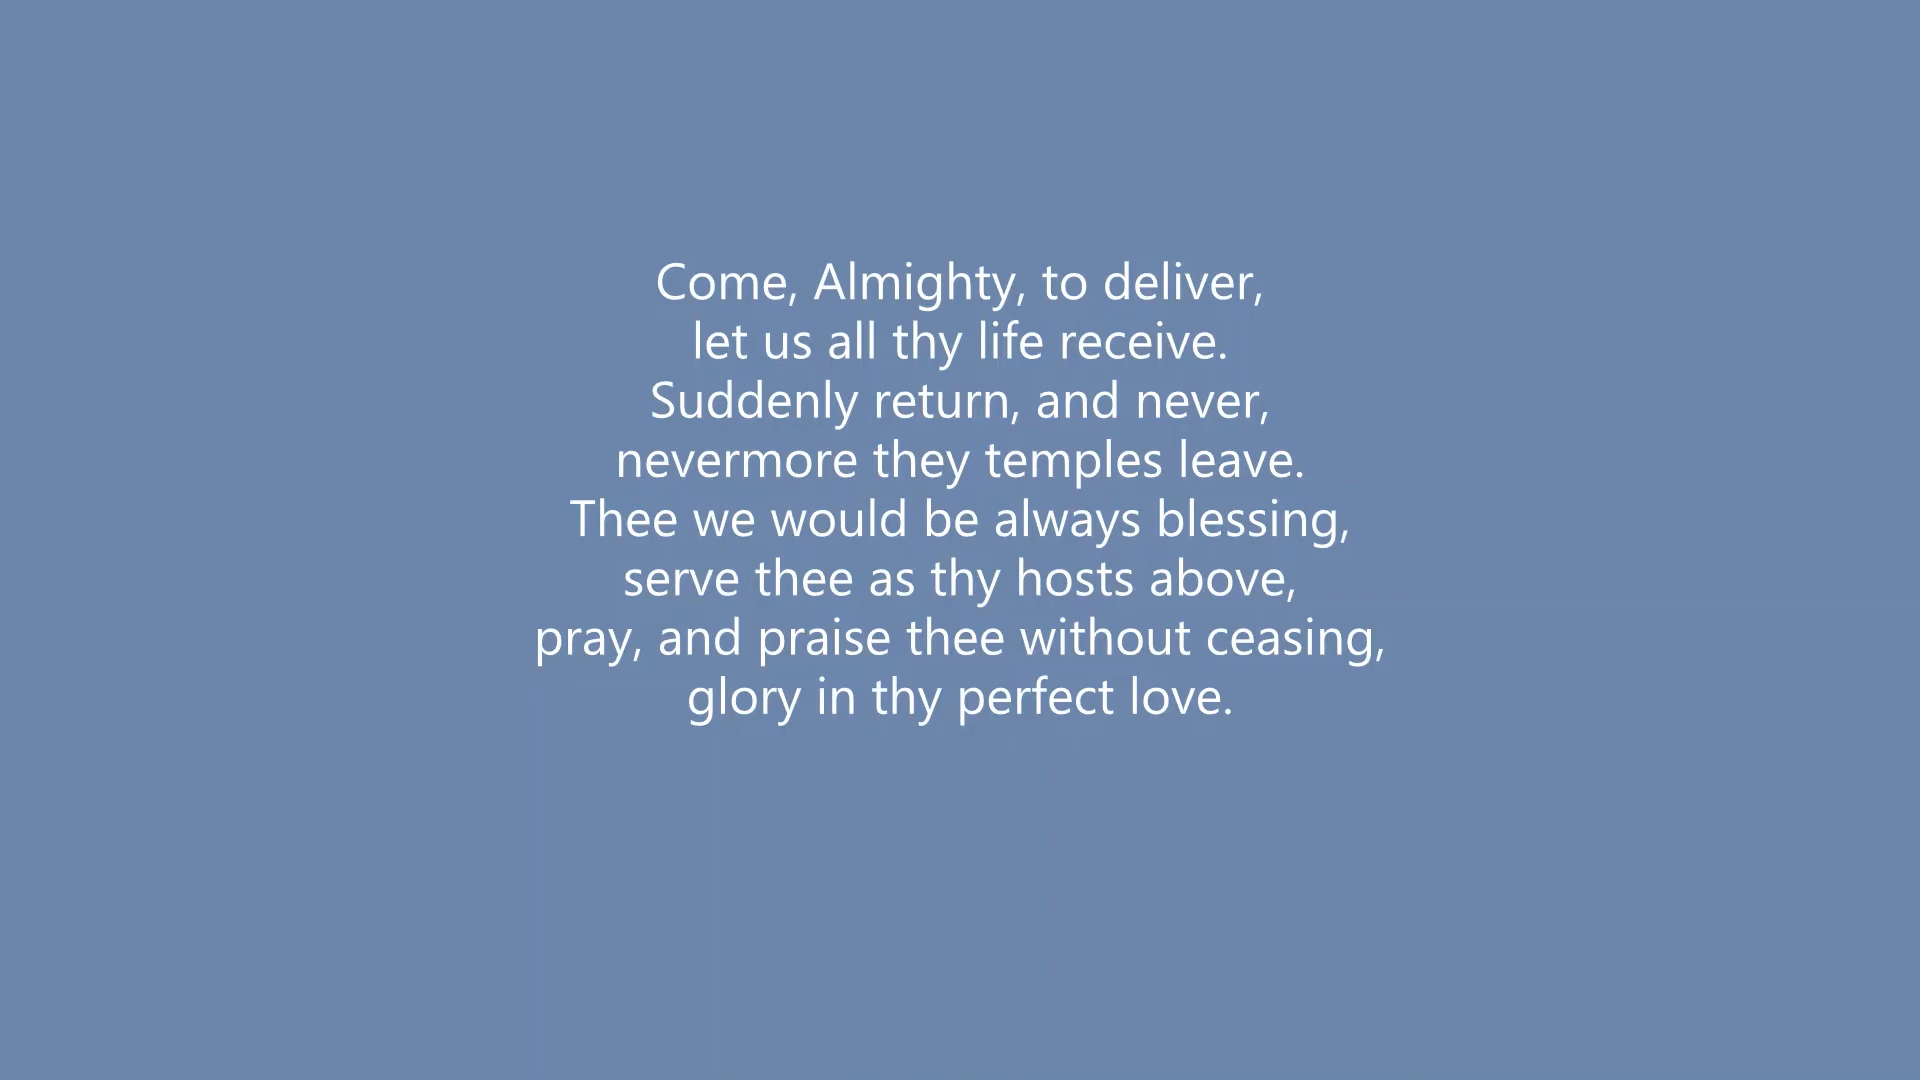 Come, Almighty, to deliver,
let us all thy life receive.
Suddenly return, and never,
nevermore they temples leave.
Thee we would be always blessing,
serve thee as thy hosts above,
pray, and praise thee without ceasing,
glory in thy perfect love.